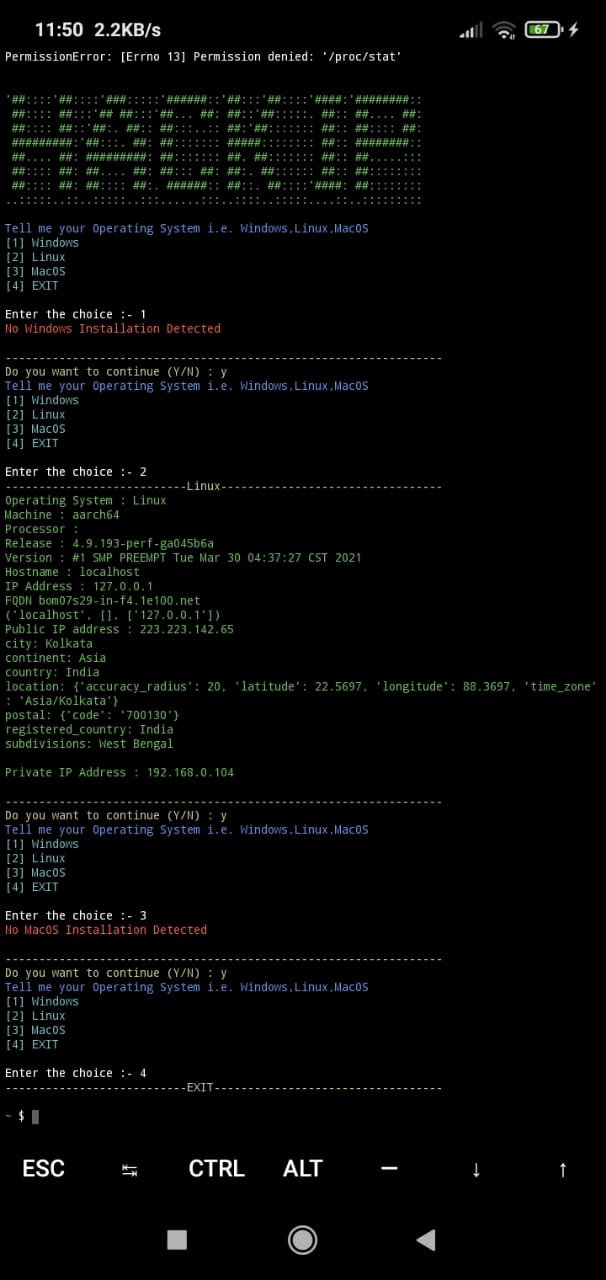 11:50 2.2KB/s 67
PermissionError: [Errno 13] Permission denied: '/proc/stat'
HACK IP
Tell me your Operating System i.e. Windows,Linux,MacOS
[1] Windows
[2] Linux
[3] MacOS
[4] EXIT
Enter the choice :- 1
No Windows Installation Detected
-----------------------------------------------------------------
Do you want to continue (Y/N) : y
Tell me your Operating System i.e. Windows,Linux,MacOS
[1] Windows
[2] Linux
[3] MacOS
[4] EXIT
Enter the choice :- 2
---------------------------Linux---------------------------------
Operating System : Linux
Machine : aarch64
Processor :
Release : 4.9.193-perf-ga045b6a
Version : #1 SMP PREEMPT Tue Mar 30 04:37:27 CST 2021
Hostname : localhost
IP Address : 127.0.0.1
FQDN bom07s29-in-f4.1e100.net
('localhost', [], ['127.0.0.1'])
Public IP address : 223.223.142.65
city: Kolkata
continent: Asia
country: India
location: {'accuracy_radius': 20, 'latitude': 22.5697, 'longitude': 88.3697, 'time_zone'
: 'Asia/Kolkata'}
postal: {'code': '700130'}
registered_country: India
subdivisions: West Bengal
Private IP Address : 192.168.0.104
-----------------------------------------------------------------
Do you want to continue (Y/N) : y
Tell me your Operating System i.e. Windows,Linux,MacOS
[1] Windows
[2] Linux
[3] MacOS
[4] EXIT
Enter the choice :- 3
No MacOS Installation Detected
-----------------------------------------------------------------
Do you want to continue (Y/N) : y
Tell me your Operating System i.e. Windows,Linux,MacOS
[1] Windows
[2] Linux
[3] MacOS
[4] EXIT
Enter the choice :- 4
---------------------------EXIT----------------------------------
~ $
ESC ↹ CTRL ALT — ↓ ↑